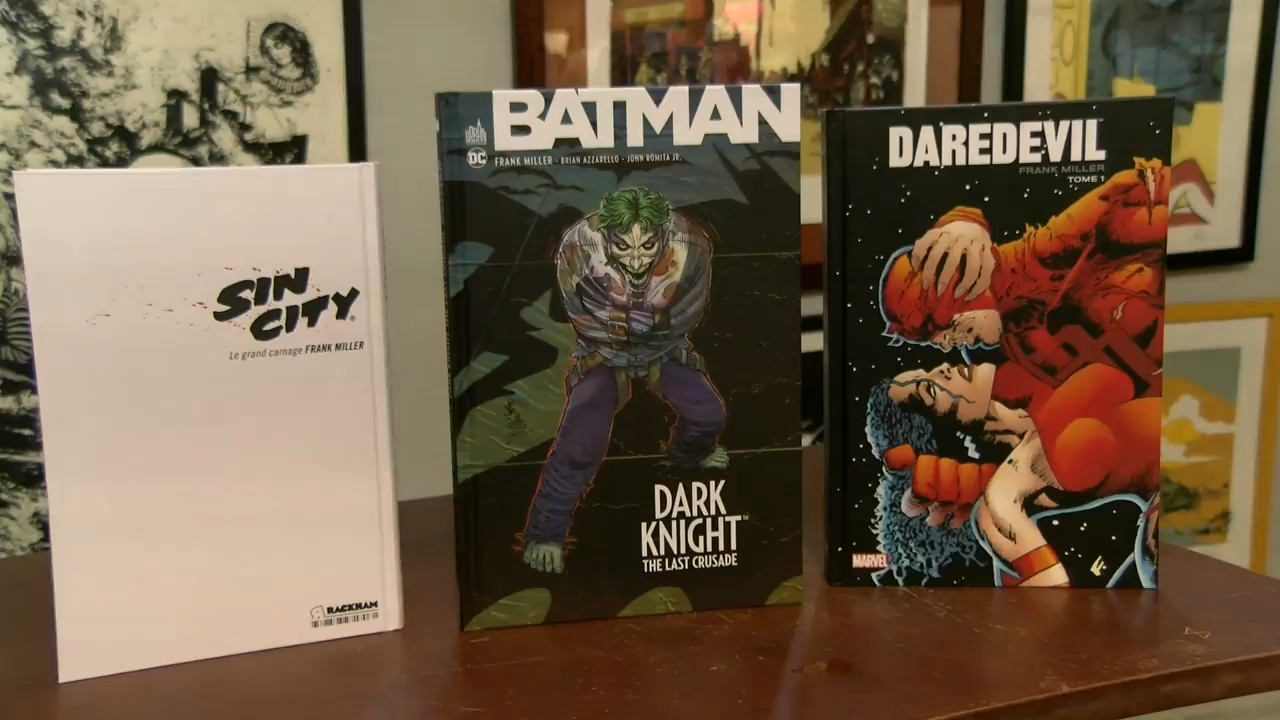 SIN
CITY
Le grand carnage FRANK MILLER
RACKHAM
BATMAN
DC
FRANK MILLER - BRIAN AZZARELLO - JOHN ROMITA JR.
DARK
KNIGHT™
THE LAST CRUSADE
DAREDEVIL
FRANK MILLER
TOME 1
MARVEL